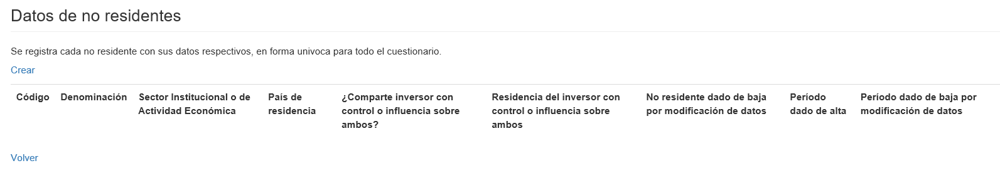 Datos de no residentes
Se registra cada no residente con sus datos respectivos, en forma univoca para todo el cuestionario.
Crear
Código
Denominación
Sector Institucional o de
Actividad Económica
País de
residencia
¿Comparte inversor con
control o influencia sobre
ambos?
Residencia del inversor con
control o influencia sobre
ambos
No residente dado de baja
por modificación de datos
Período
dado de alta
Período dado de baja por
modificación de datos
Volver